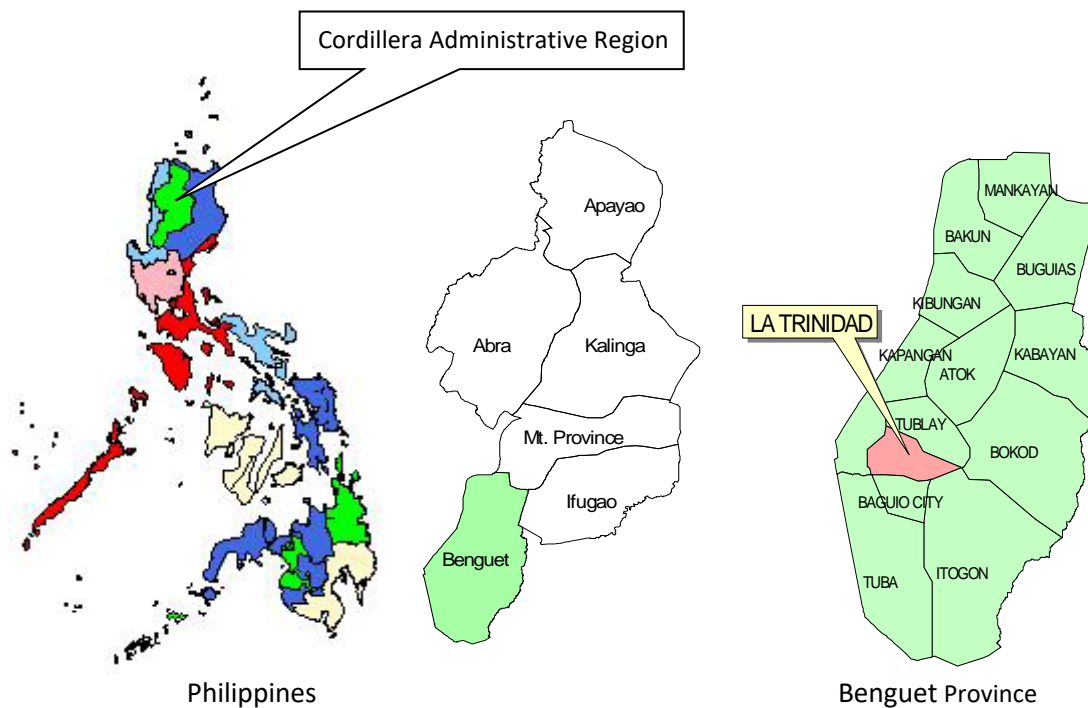 Cordillera Administrative Region
Apayao
Abra
Kalinga
Mt. Province
Ifugao
Benguet
MANKAYAN
BAKUN
BUGUIAS
KIBUNGAN
LA TRINIDAD
KAPANGAN
KABAYAN
ATOK
TUBLAY
BOKOD
BAGUIO CITY
TUBA
ITOGON
Philippines
Benguet Province